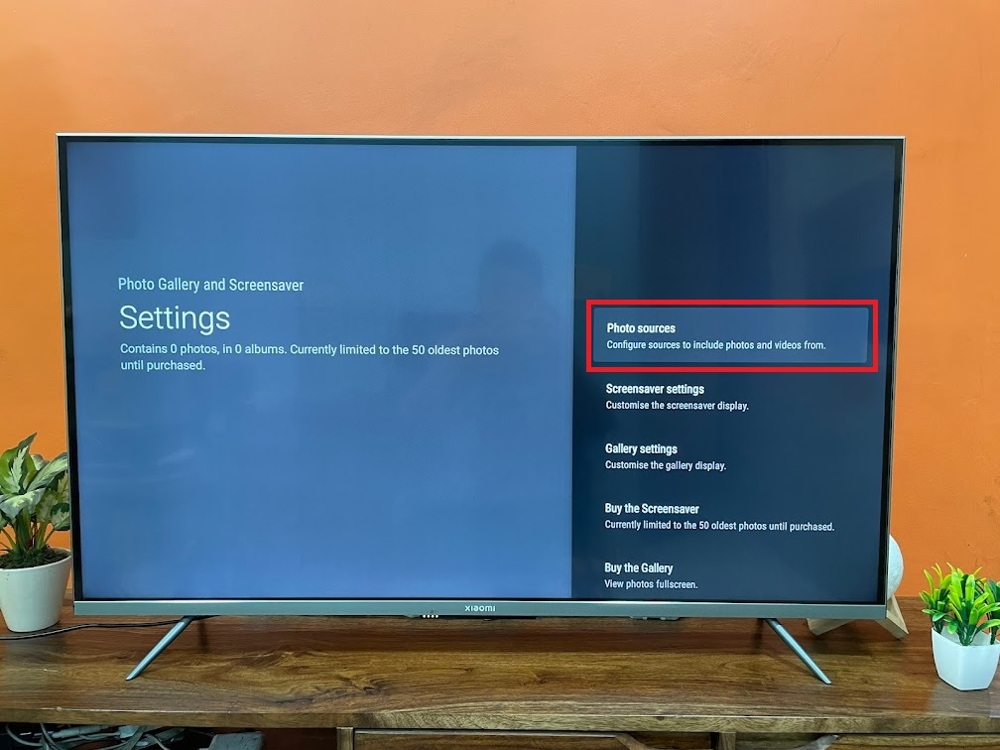 Photo Gallery and Screensaver
Settings
Contains 0 photos, in 0 albums. Currently limited to the 50 oldest photos
until purchased.
Photo sources
Configure sources to include photos and videos from.
Screensaver settings
Customise the screensaver display.
Gallery settings
Customise the gallery display.
Buy the Screensaver
Currently limited to the 50 oldest photos until purchased.
Buy the Gallery
View photos fullscreen.
xiaomi